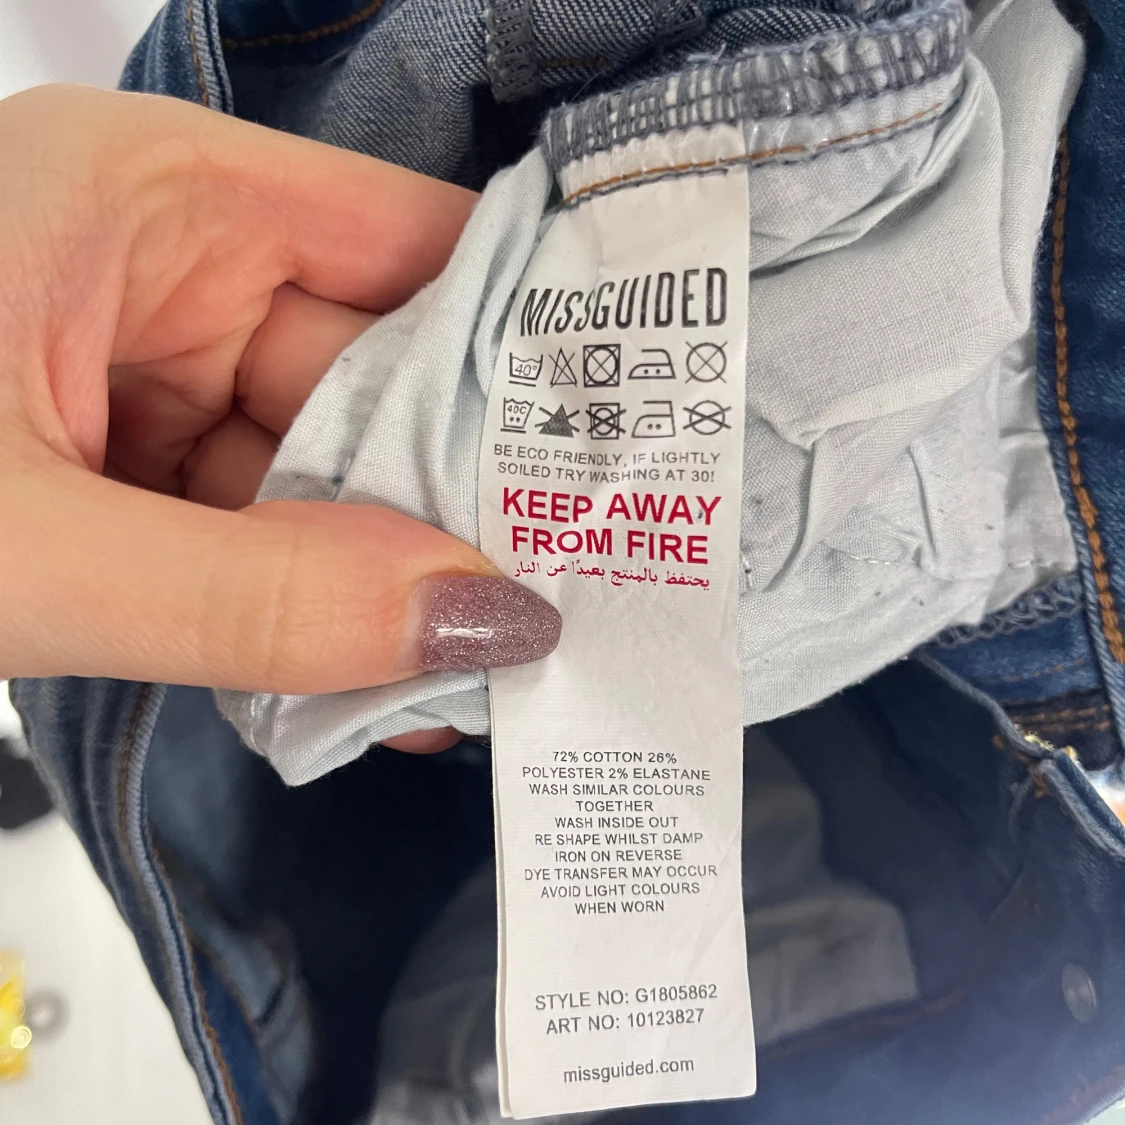 MISSGUIDED
40°
40C
BE ECO FRIENDLY, IF LIGHTLY
SOILED TRY WASHING AT 30!
KEEP AWAY
FROM FIRE
يحتفظ بالمنتج بعيدًا عن النار
72% COTTON 26%
POLYESTER 2% ELASTANE
WASH SIMILAR COLOURS
TOGETHER
WASH INSIDE OUT
RE SHAPE WHILST DAMP
IRON ON REVERSE
DYE TRANSFER MAY OCCUR
AVOID LIGHT COLOURS
WHEN WORN
STYLE NO: G1805862
ART NO: 10123827
missguided.com